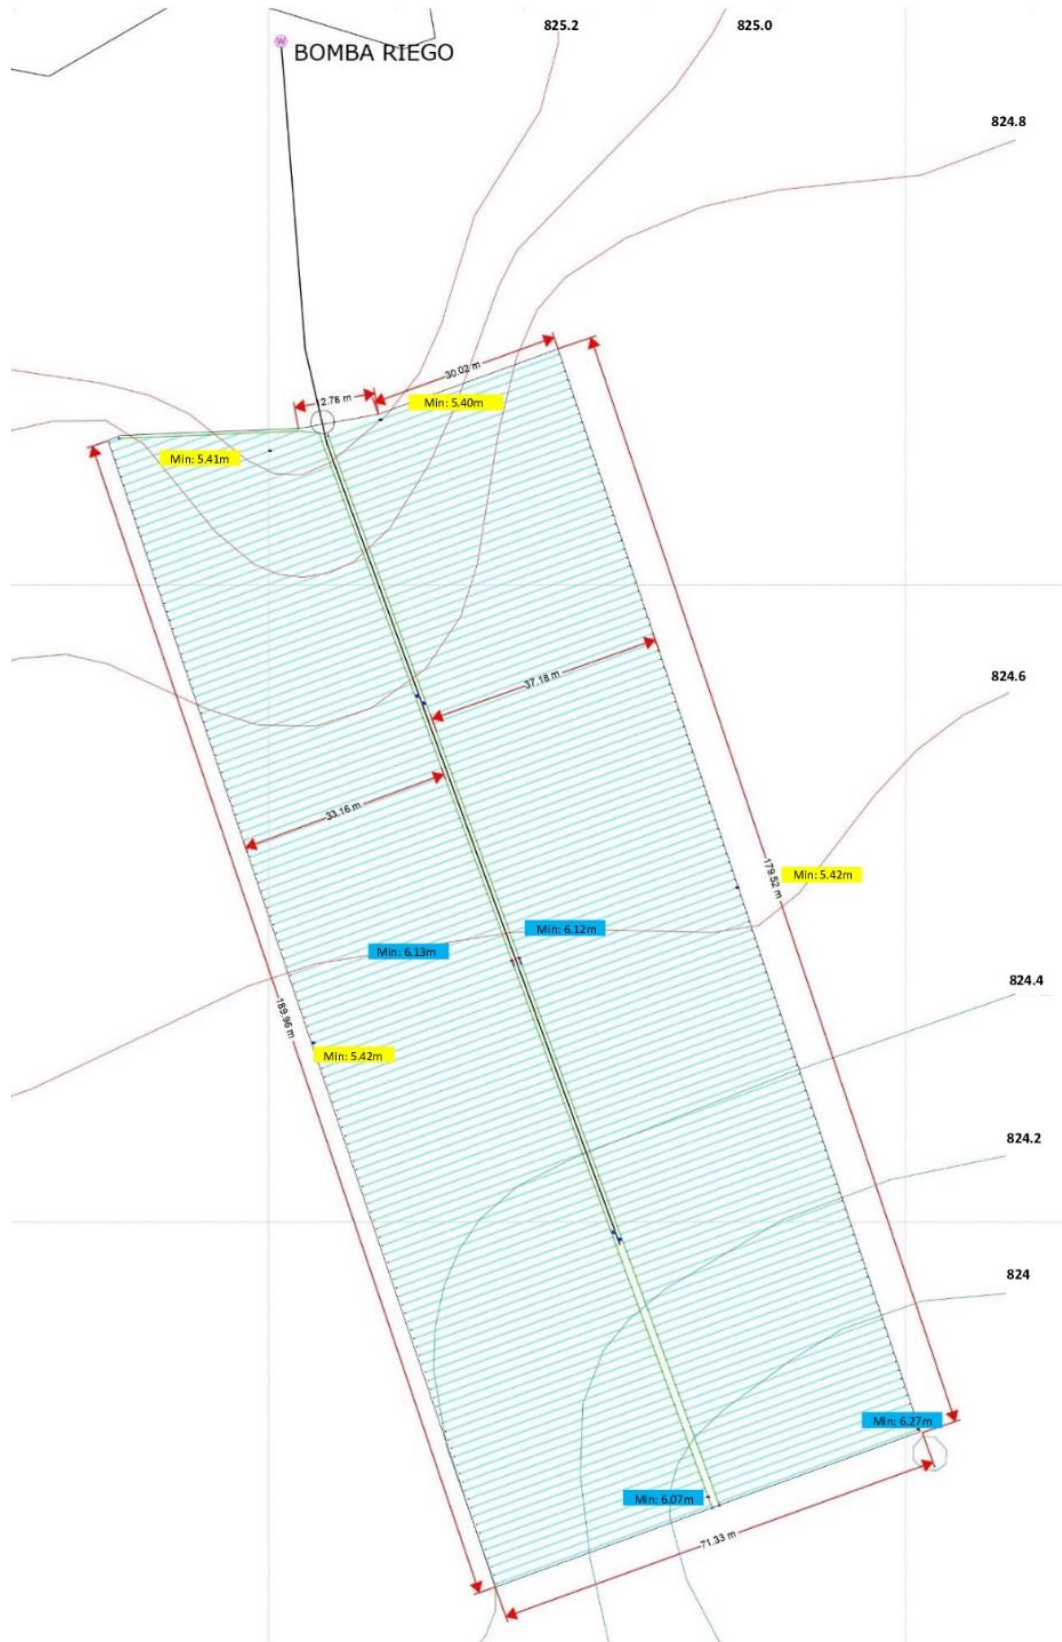 825.2
825.0
BOMBA RIEGO
824.8
30.02 m
2.78 m
Min: 5.40m
Min: 5.41m
824.6
37.18 m
33.16 m
179.52 m
Min: 5.42m
Min: 6.12m
Min: 6.13m
824.4
189.96 m
Min: 5.42m
824.2
824
Min: 6.27m
Min: 6.07m
71.33 m